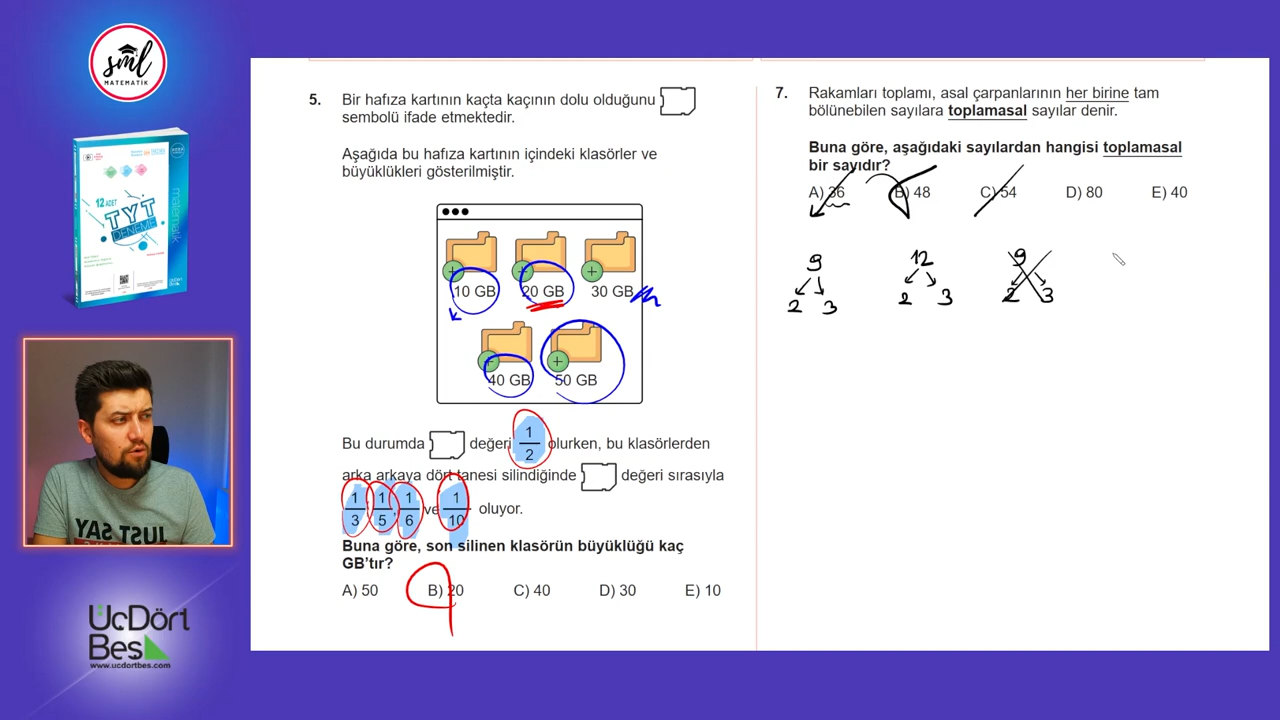 sml
MATEMATİK
12 ADET
TYT
DENEME
matematik
JUST
SAY
ÜçDört
Beş
www.ucdortbes.com
5. Bir hafıza kartının kaçta kaçının dolu olduğunu
sembolü ifade etmektedir.
Aşağıda bu hafıza kartının içindeki klasörler ve
büyüklükleri gösterilmiştir.
10 GB 20 GB 30 GB
40 GB 50 GB
Bu durumda değeri 1/2 olurken, bu klasörlerden
arka arkaya dört tanesi silindiğinde değeri sırasıyla
1/3, 1/5, 1/6 ve 1/10 oluyor.
Buna göre, son silinen klasörün büyüklüğü kaç
GB'tır?
A) 50 B) 20 C) 40 D) 30 E) 10
7. Rakamları toplamı, asal çarpanlarının her birine tam
bölünebilen sayılara toplamasal sayılar denir.
Buna göre, aşağıdaki sayılardan hangisi toplamasal
bir sayıdır?
A) 36 B) 48 C) 54 D) 80 E) 40
9 12 9
2 3 2 3 2 3